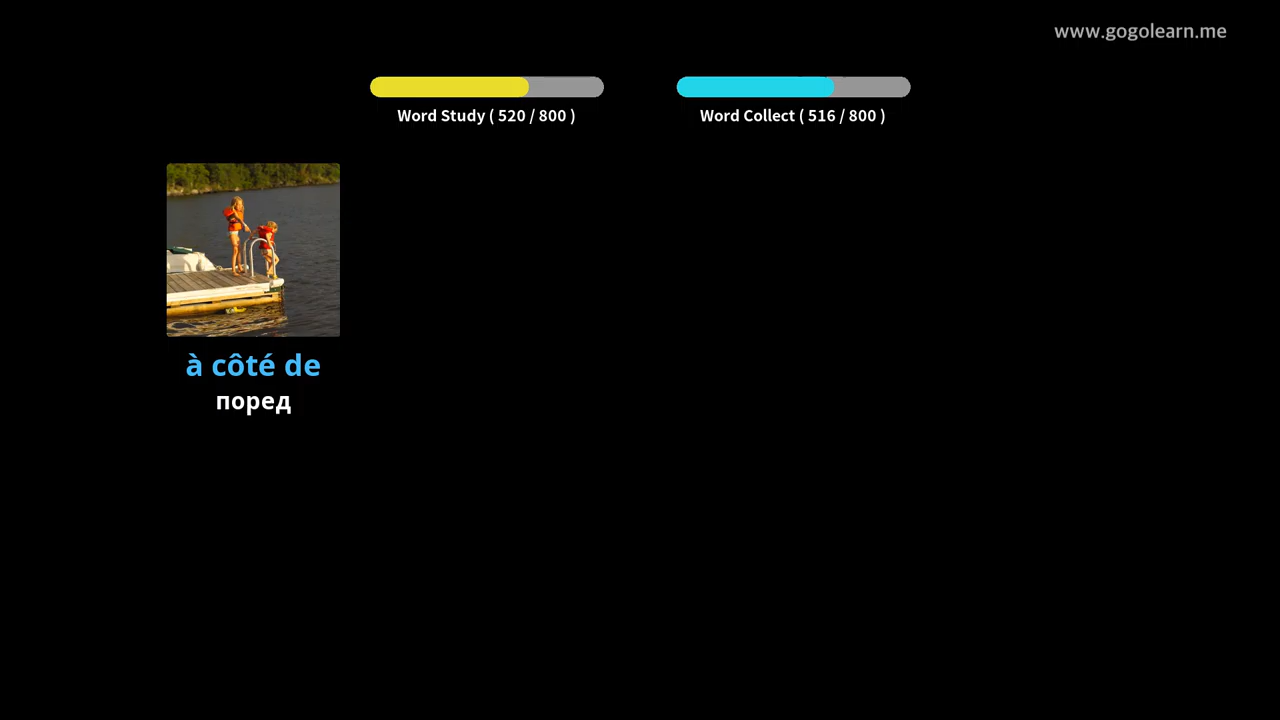 www.gogolearn.me
Word Study ( 520 / 800 )
Word Collect ( 516 / 800 )
à côté de
поред